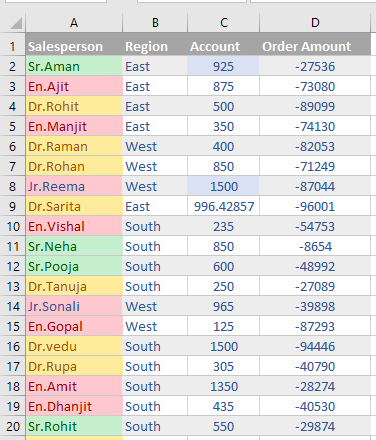 A B C D
1 Salesperson Region Account Order Amount
2 Sr.Aman East 925 -27536
3 En.Ajit East 875 -73080
4 Dr.Rohit East 500 -89099
5 En.Manjit East 350 -74130
6 Dr.Raman West 400 -82053
7 Dr.Rohan West 850 -71249
8 Jr.Reema West 1500 -87044
9 Dr.Sarita East 996.42857 -96001
10 En.Vishal South 235 -54753
11 Sr.Neha South 850 -8654
12 Sr.Pooja South 600 -48992
13 Dr.Tanuja South 250 -27089
14 Jr.Sonali West 965 -39898
15 En.Gopal West 125 -87293
16 Dr.vedu South 1500 -94446
17 Dr.Rupa South 305 -40790
18 En.Amit South 1350 -28274
19 En.Dhanjit South 435 -40530
20 Sr.Rohit South 550 -29874